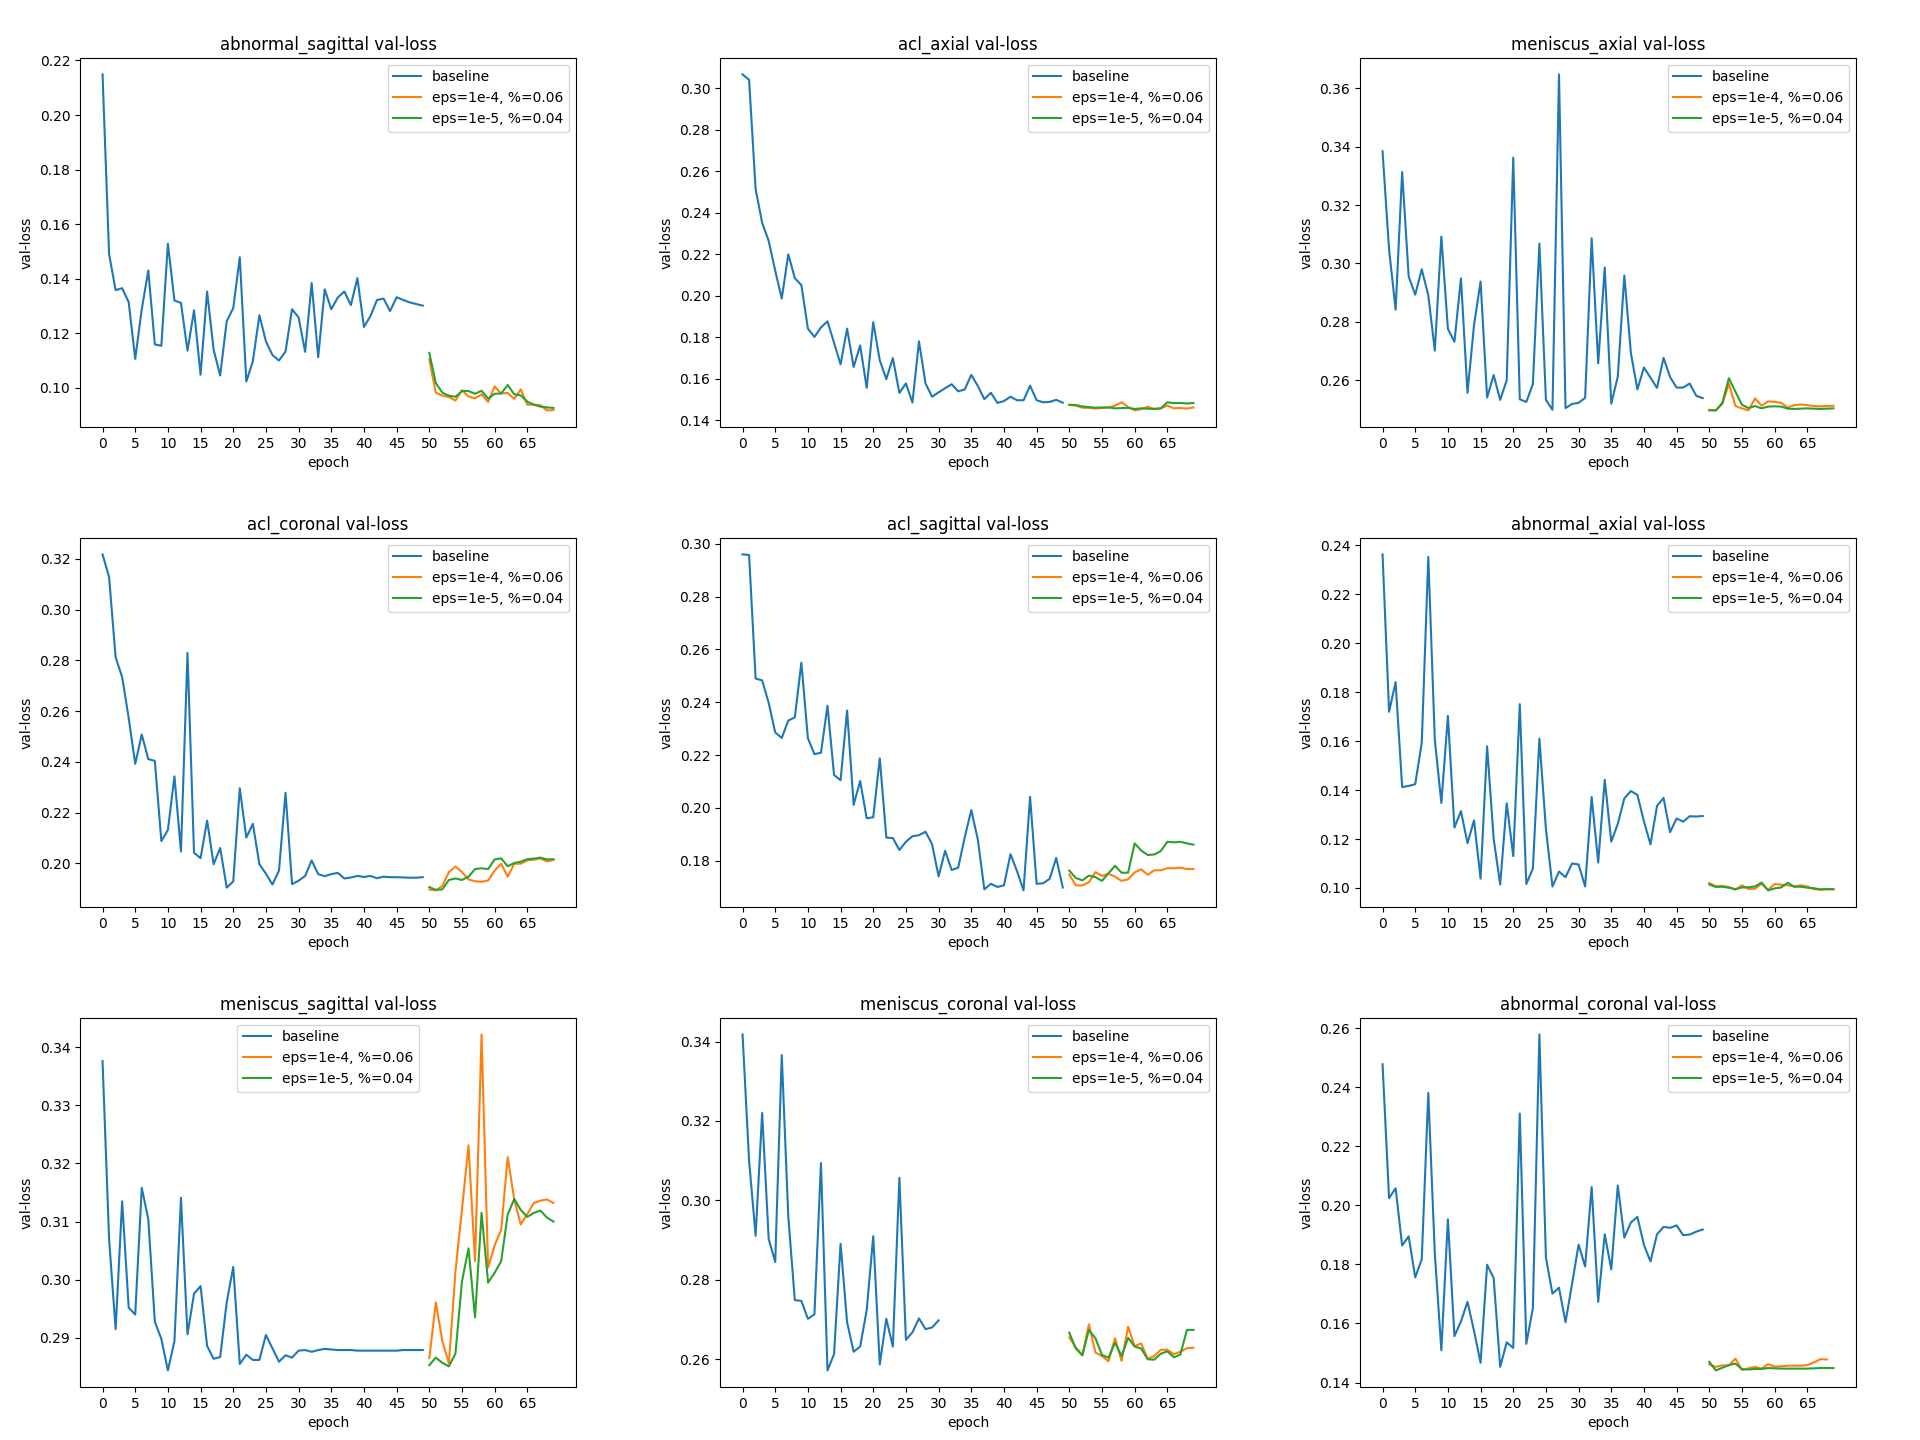 abnormal_sagittal val-loss
baseline
eps=1e-4, %=0.06
eps=1e-5, %=0.04
0.22
0.20
0.18
0.16
0.14
0.12
0.10
val-loss
0 5 10 15 20 25 30 35 40 45 50 55 60 65
epoch
acl_axial val-loss
baseline
eps=1e-4, %=0.06
eps=1e-5, %=0.04
0.30
0.28
0.26
0.24
0.22
0.20
0.18
0.16
0.14
val-loss
0 5 10 15 20 25 30 35 40 45 50 55 60 65
epoch
meniscus_axial val-loss
baseline
eps=1e-4, %=0.06
eps=1e-5, %=0.04
0.36
0.34
0.32
0.30
0.28
0.26
val-loss
0 5 10 15 20 25 30 35 40 45 50 55 60 65
epoch
acl_coronal val-loss
baseline
eps=1e-4, %=0.06
eps=1e-5, %=0.04
0.32
0.30
0.28
0.26
0.24
0.22
0.20
val-loss
0 5 10 15 20 25 30 35 40 45 50 55 60 65
epoch
acl_sagittal val-loss
baseline
eps=1e-4, %=0.06
eps=1e-5, %=0.04
0.30
0.28
0.26
0.24
0.22
0.20
0.18
val-loss
0 5 10 15 20 25 30 35 40 45 50 55 60 65
epoch
abnormal_axial val-loss
baseline
eps=1e-4, %=0.06
eps=1e-5, %=0.04
0.24
0.22
0.20
0.18
0.16
0.14
0.12
0.10
val-loss
0 5 10 15 20 25 30 35 40 45 50 55 60 65
epoch
meniscus_sagittal val-loss
baseline
eps=1e-4, %=0.06
eps=1e-5, %=0.04
0.34
0.33
0.32
0.31
0.30
0.29
val-loss
0 5 10 15 20 25 30 35 40 45 50 55 60 65
epoch
meniscus_coronal val-loss
baseline
eps=1e-4, %=0.06
eps=1e-5, %=0.04
0.34
0.32
0.30
0.28
0.26
val-loss
0 5 10 15 20 25 30 35 40 45 50 55 60 65
epoch
abnormal_coronal val-loss
baseline
eps=1e-4, %=0.06
eps=1e-5, %=0.04
0.26
0.24
0.22
0.20
0.18
0.16
0.14
val-loss
0 5 10 15 20 25 30 35 40 45 50 55 60 65
epoch